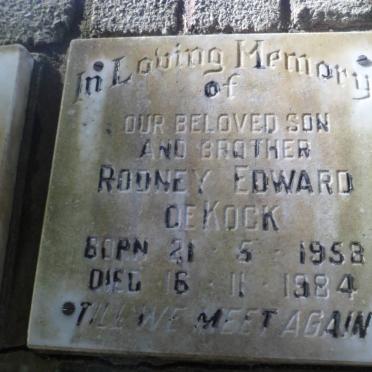 In Loving Memory
of
OUR BELOVED SON
AND BROTHER
RODNEY EDWARD
DEKOCK
BORN 21 · 5 · 1958
DIED 16 · 11 · 1984
TILL WE MEET AGAIN